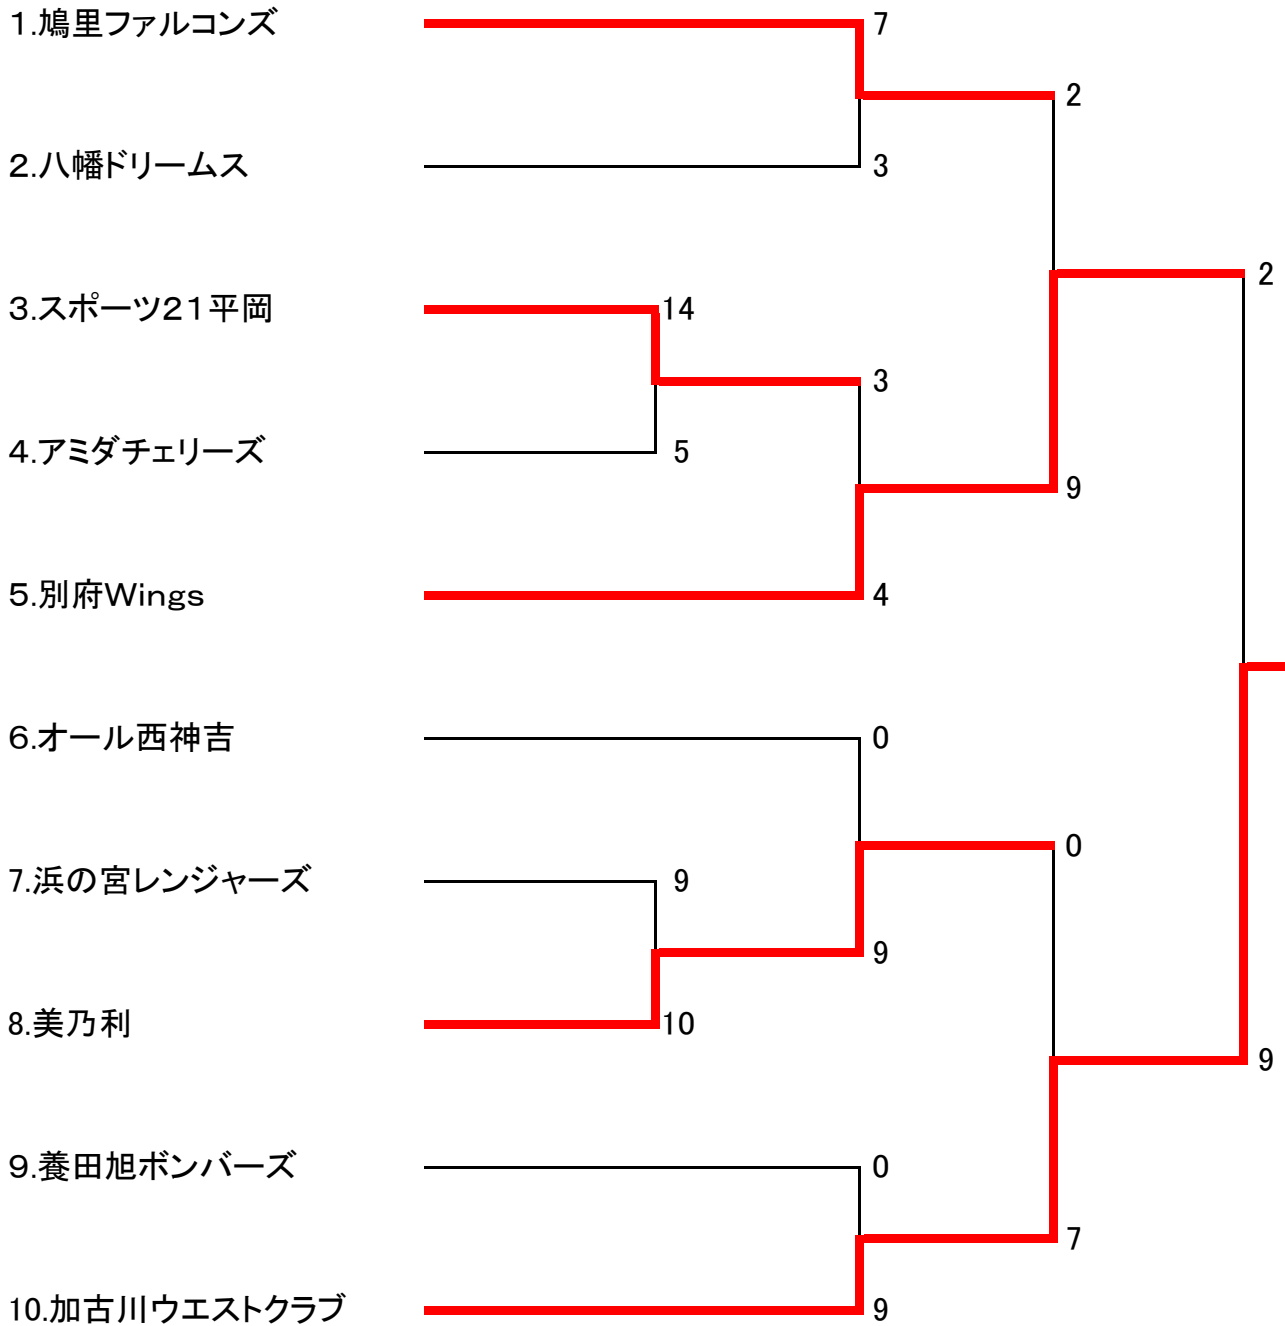 1.鳩里ファルコンズ
7
2
2.八幡ドリームス
3
2
3.スポーツ21平岡
14
3
4.アミダチェリーズ
5
9
5.別府Wings
4
6.オール西神吉
0
0
7.浜の宮レンジャーズ
9
9
8.美乃利
10
9
9.養田旭ボンバーズ
0
7
10.加古川ウエストクラブ
9